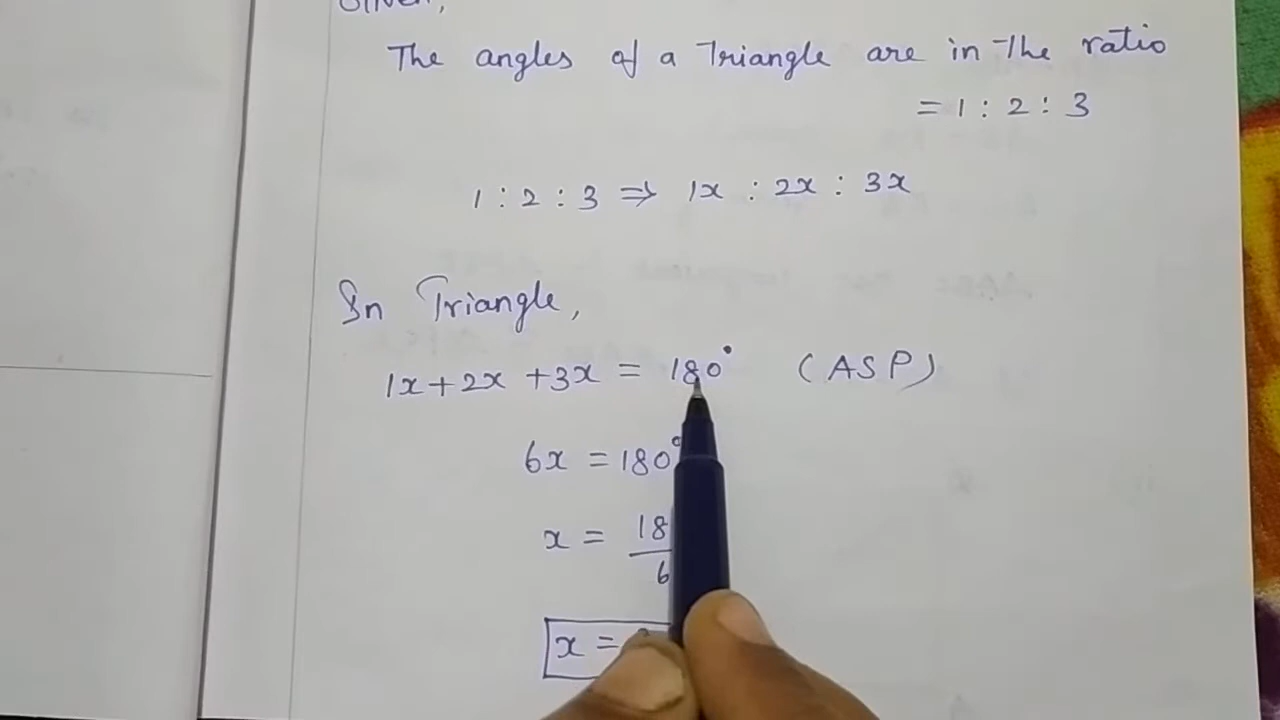 The angles of a Triangle are in The ratio
= 1 : 2 : 3
1 : 2 : 3 ⇒ 1x : 2x : 3x
In Triangle,
1x + 2x + 3x = 180° (ASP)
6x = 180°
x = 18
6
x =